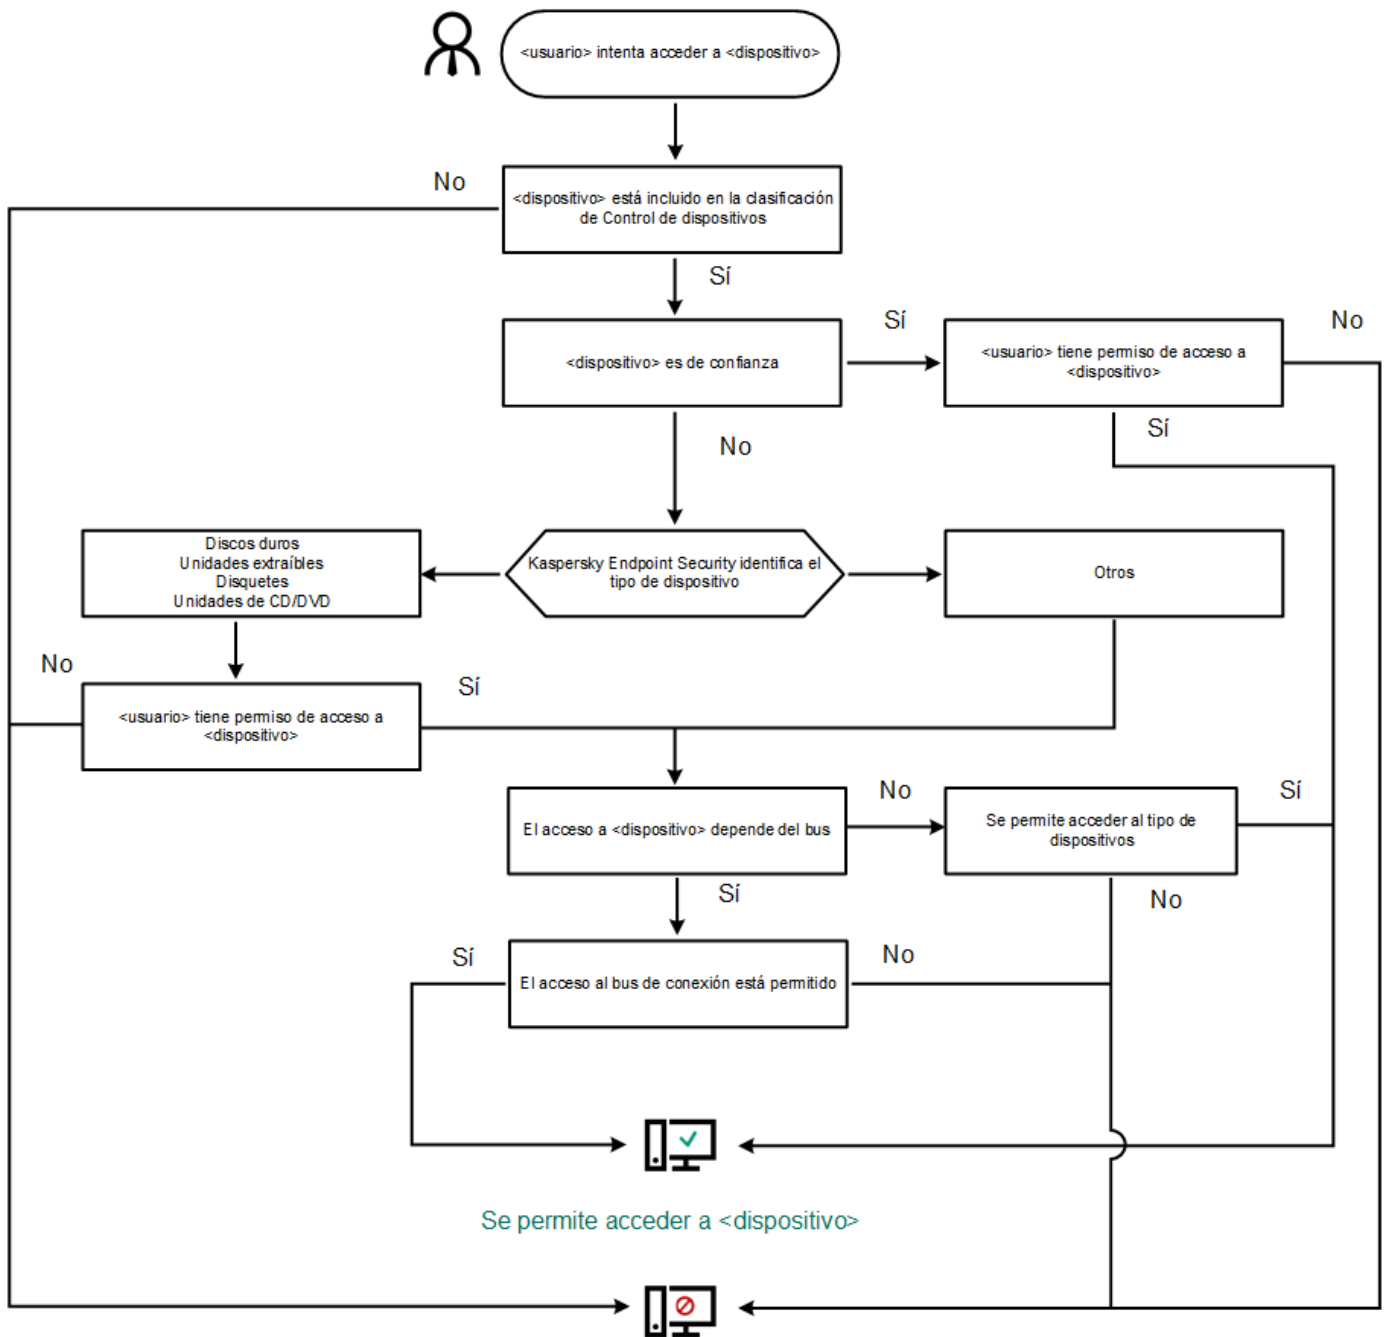 <usuario> intenta acceder a <dispositivo>
No
<dispositivo> está incluido en la clasificación
de Control de dispositivos
Sí
<dispositivo> es de confianza
Sí
<usuario> tiene permiso de acceso a
<dispositivo>
No
Sí
No
Discos duros
Unidades extraíbles
Disquetes
Unidades de CD/DVD
Kaspersky Endpoint Security identifica el
tipo de dispositivo
Otros
No
<usuario> tiene permiso de acceso a
<dispositivo>
Sí
El acceso a <dispositivo> depende del bus
No
Se permite acceder al tipo de
dispositivos
Sí
Sí
No
Sí
El acceso al bus de conexión está permitido
No
Se permite acceder a <dispositivo>